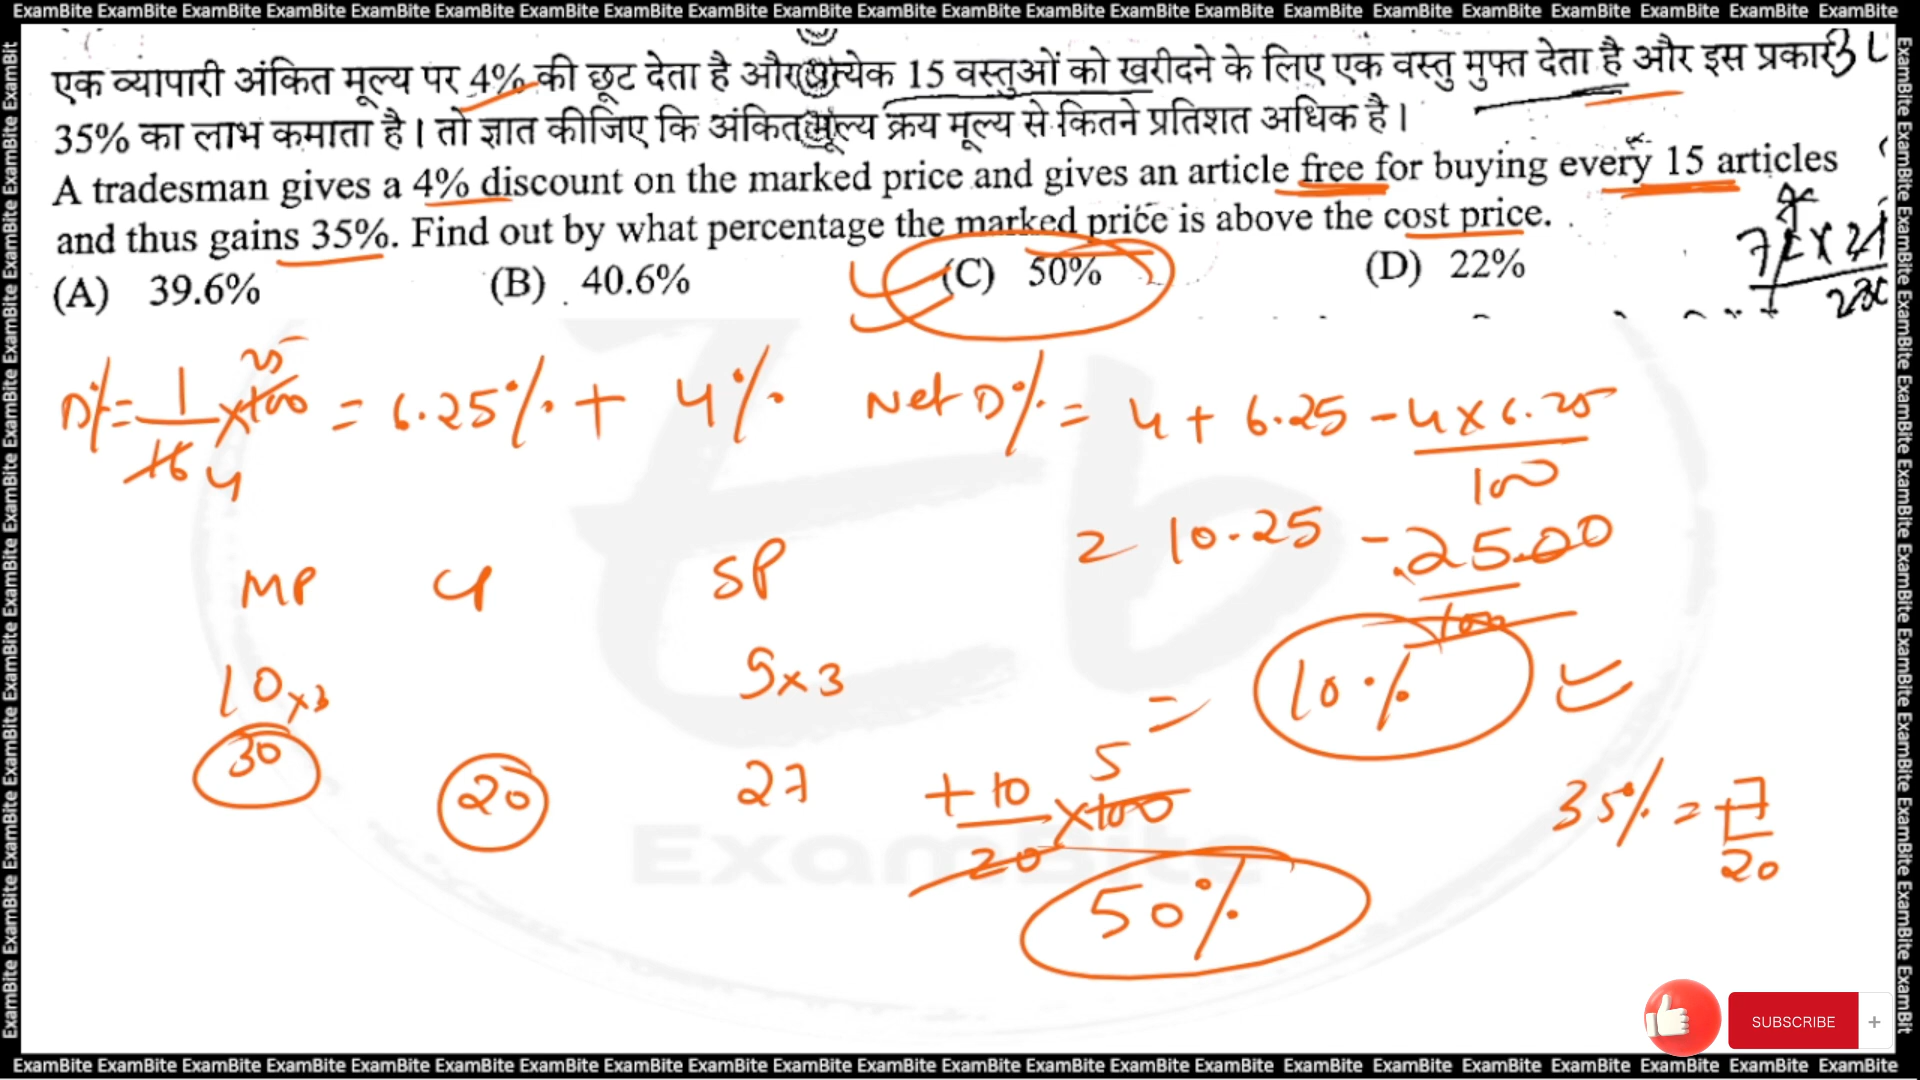 ExamBite ExamBite ExamBite ExamBite ExamBite ExamBite ExamBite ExamBite ExamBite ExamBite ExamBite ExamBite ExamBite ExamBite ExamBite ExamBite ExamBite ExamBite ExamBite ExamBite ExamBite
एक व्यापारी अंकित मूल्य पर 4% की छूट देता है और प्रत्येक 15 वस्तुओं को खरीदने के लिए एक वस्तु मुफ्त देता है और इस प्रकार
35% का लाभ कमाता है। तो ज्ञात कीजिए कि अंकित मूल्य क्रय मूल्य से कितने प्रतिशत अधिक है।
A tradesman gives a 4% discount on the marked price and gives an article free for buying every 15 articles
and thus gains 35%. Find out by what percentage the marked price is above the cost price.
(A) 39.6% (B) 40.6% (C) 50% (D) 22%
D% = 1/16 × 100 = 6.25% + 4% Net D% = 4 + 6.25 - 4 × 6.25
25
4
100
= 10.25 - .25.00
100
MP CP SP
10 × 3 9 × 3
= 10%
30 20 27 + 10/20 × 100
5
35% = +7/20
50%
ExamBite
SUBSCRIBE +
ExamBite ExamBite ExamBite ExamBite ExamBite ExamBite ExamBite ExamBite ExamBite ExamBite ExamBite ExamBite ExamBite ExamBite ExamBite ExamBite ExamBite ExamBite ExamBite ExamBite ExamBite